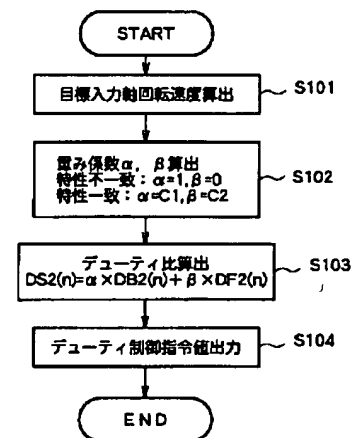 START
目標入力軸回転速度算出
S101
重み係数α, β算出
特性不一致：α=1,β=0
特性一致：α=C1,β=C2
S102
デューティ比算出
DS2(n)=α×DB2(n)+β×DF2(n)
S103
デューティ制御指令値出力
S104
END